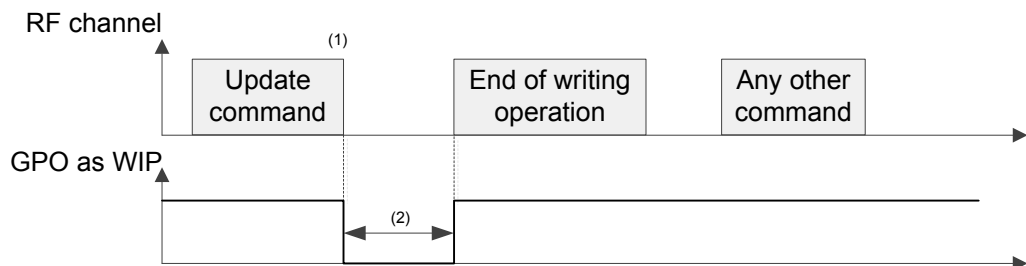 RF channel
(1)
Update
command
End of writing
operation
Any other
command
GPO as WIP
(2)